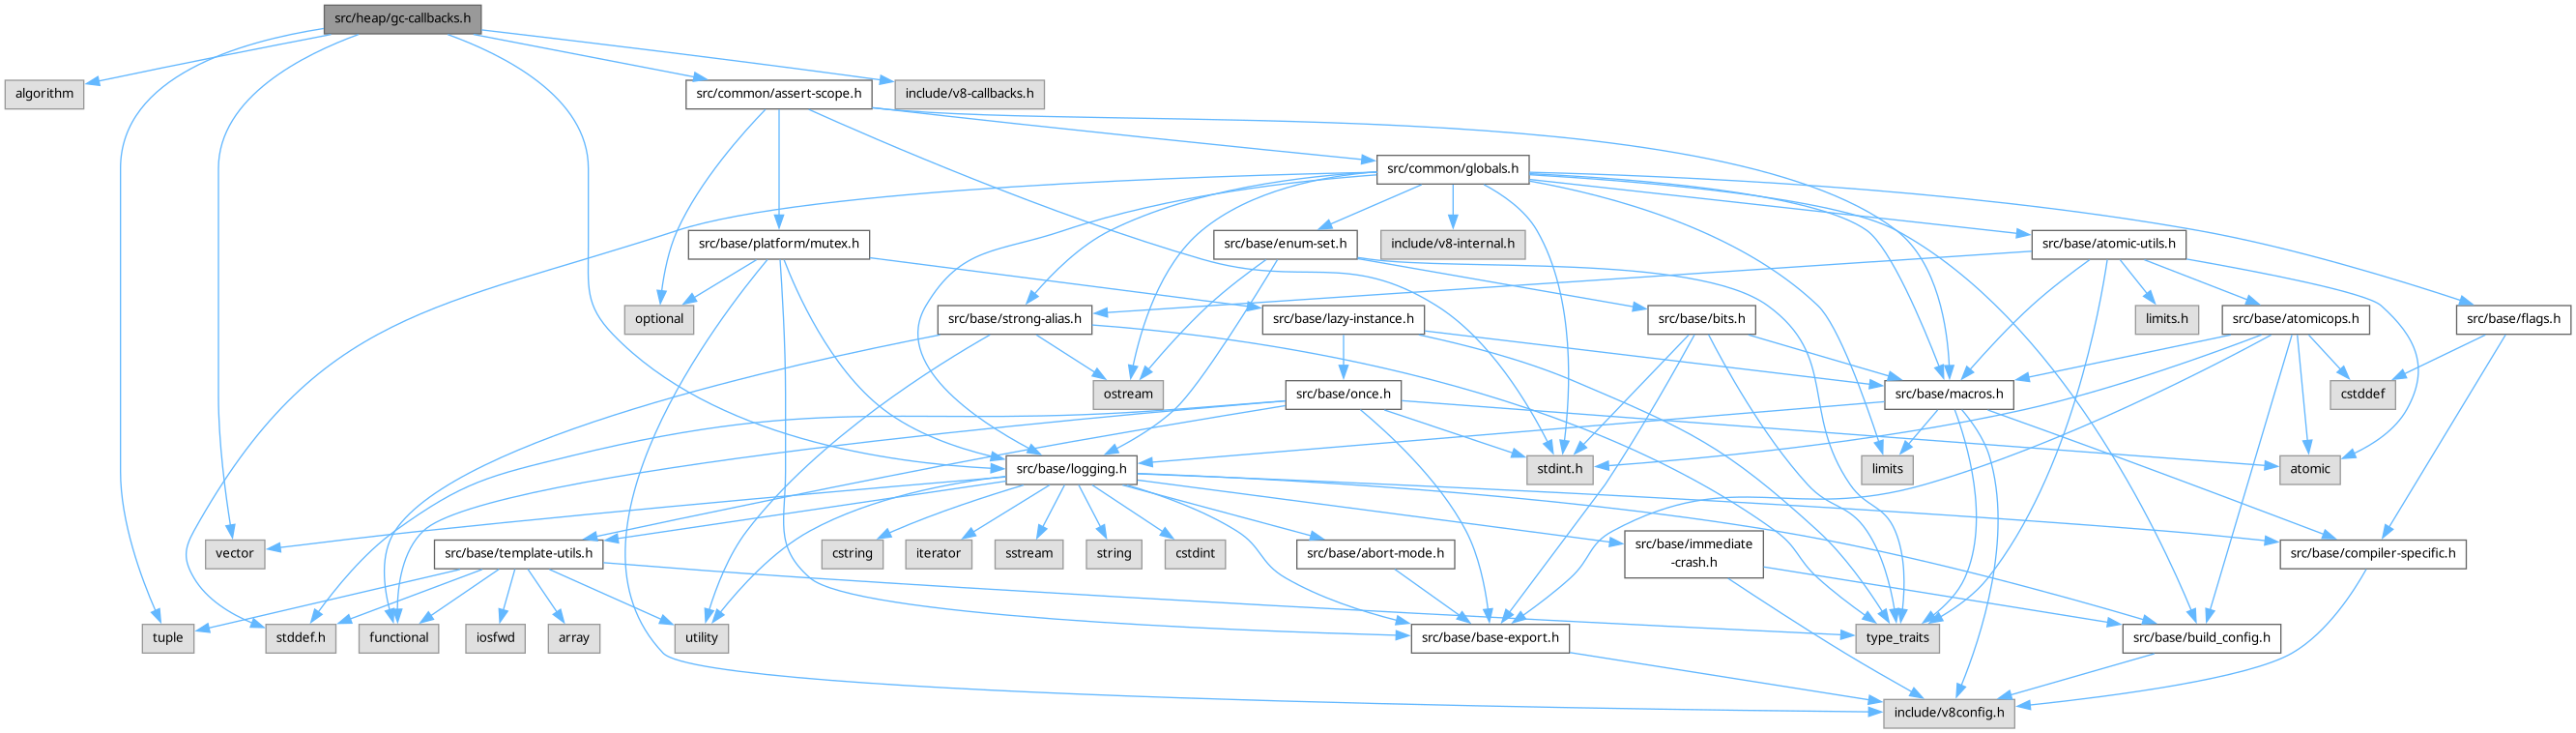 src/heap/gc-callbacks.h
algorithm
src/common/assert-scope.h
include/v8-callbacks.h
src/common/globals.h
src/base/platform/mutex.h
src/base/enum-set.h
include/v8-internal.h
src/base/atomic-utils.h
optional
src/base/strong-alias.h
src/base/lazy-instance.h
src/base/bits.h
limits.h
src/base/atomicops.h
src/base/flags.h
ostream
src/base/once.h
src/base/macros.h
cstddef
src/base/logging.h
stdint.h
limits
atomic
vector
src/base/template-utils.h
cstring
iterator
sstream
string
cstdint
src/base/abort-mode.h
src/base/immediate
-crash.h
src/base/compiler-specific.h
tuple
stddef.h
functional
iosfwd
array
utility
src/base/base-export.h
type_traits
src/base/build_config.h
include/v8config.h